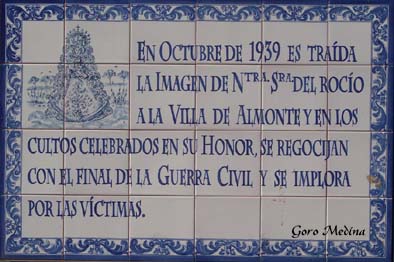 EN OCTUBRE DE 1939 ES TRAÍDA
LA IMAGEN DE NTRA. SRA. DEL ROCÍO
A LA VILLA DE ALMONTE Y EN LOS
CULTOS CELEBRADOS EN SU HONOR, SE REGOCIJAN
CON EL FINAL DE LA GUERRA CIVIL Y SE IMPLORA
POR LAS VÍCTIMAS.
Goro Medina